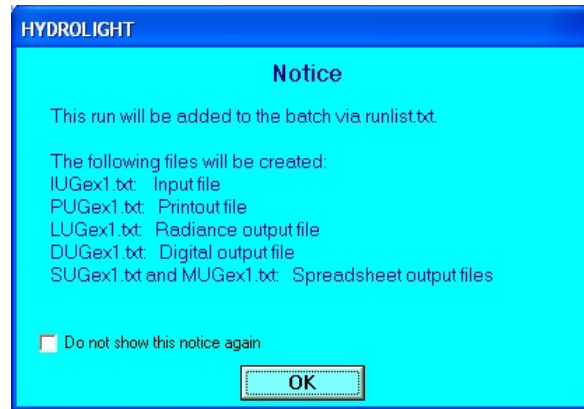 HYDROLIGHT
Notice
This run will be added to the batch via runlist.txt.
The following files will be created:
IUGex1.txt: Input file
PUGex1.txt: Printout file
LUGex1.txt: Radiance output file
DUGex1.txt: Digital output file
SUGex1.txt and MUGex1.txt: Spreadsheet output files
Do not show this notice again
OK